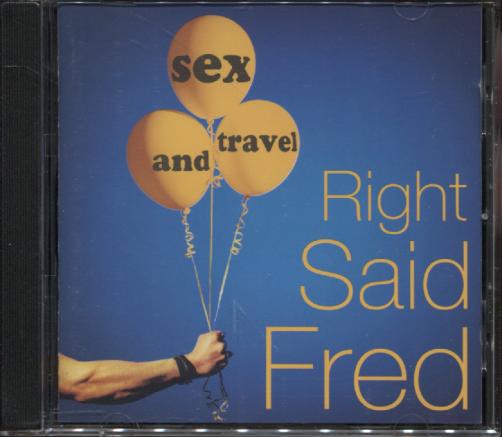 sex
and travel
Right
Said
Fred